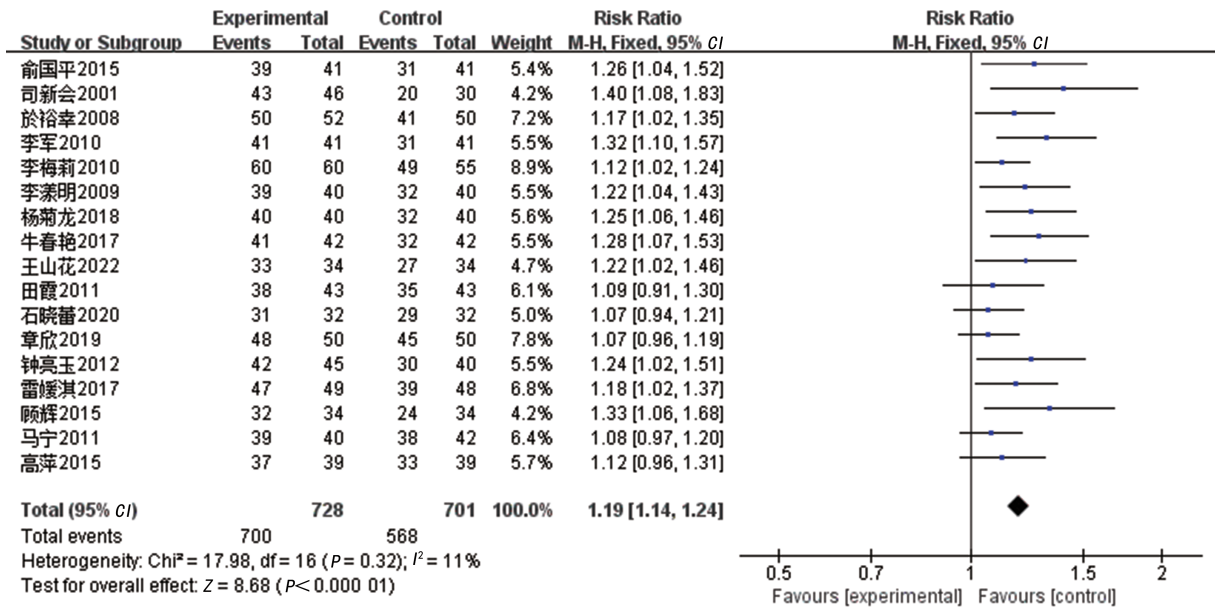 Experimental Control Risk Ratio Risk Ratio
Study or Subgroup Events Total Events Total Weight M-H, Fixed, 95% CI M-H, Fixed, 95% CI
俞国平2015 39 41 31 41 5.4% 1.26 [1.04, 1.52]
司新会2001 43 46 20 30 4.2% 1.40 [1.08, 1.83]
於裕幸2008 50 52 41 50 7.2% 1.17 [1.02, 1.35]
李军2010 41 41 31 41 5.5% 1.32 [1.10, 1.57]
李梅莉2010 60 60 49 55 8.9% 1.12 [1.02, 1.24]
李漾明2009 39 40 32 40 5.5% 1.22 [1.04, 1.43]
杨菊龙2018 40 40 32 40 5.6% 1.25 [1.06, 1.46]
牛春艳2017 41 42 32 42 5.5% 1.28 [1.07, 1.53]
王山花2022 33 34 27 34 4.7% 1.22 [1.02, 1.46]
田霞2011 38 43 35 43 6.1% 1.09 [0.91, 1.30]
石晓蕾2020 31 32 29 32 5.0% 1.07 [0.94, 1.21]
章欣2019 48 50 45 50 7.8% 1.07 [0.96, 1.19]
钟亮玉2012 42 45 30 40 5.5% 1.24 [1.02, 1.51]
雷媛淇2017 47 49 39 48 6.8% 1.18 [1.02, 1.37]
顾辉2015 32 34 24 34 4.2% 1.33 [1.06, 1.68]
马宁2011 39 40 38 42 6.4% 1.08 [0.97, 1.20]
高萍2015 37 39 33 39 5.7% 1.12 [0.96, 1.31]
Total (95% CI) 728 701 100.0% 1.19 [1.14, 1.24]
Total events 700 568
Heterogeneity: Chi² = 17.98, df = 16 (P = 0.32); I² = 11%
Test for overall effect: Z = 8.68 (P< 0.000 01)
0.5 0.7 1 1.5 2
Favours [experimental] Favours [control]